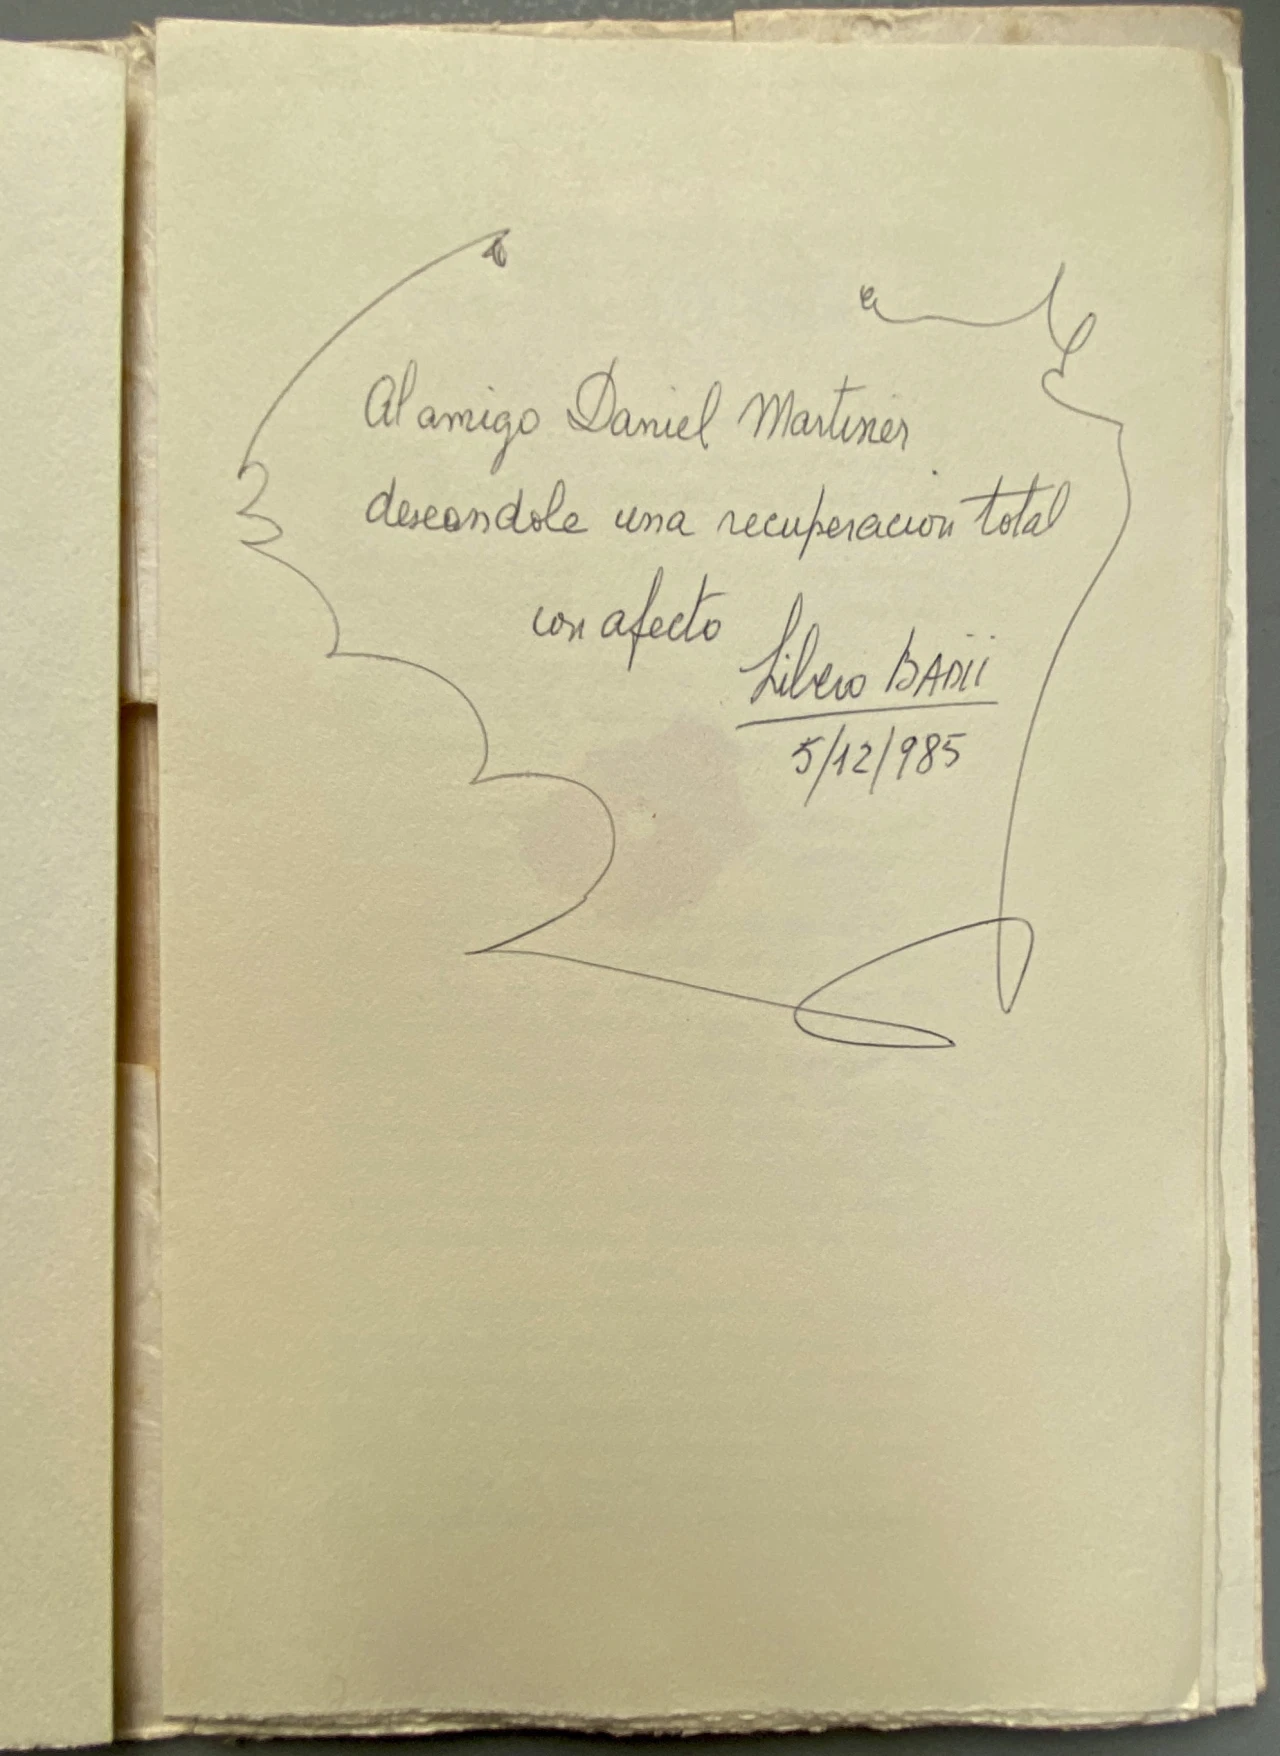 Al amigo Daniel Martinez
deseandole una recuperacion total
con afecto
Libero BADII
5/12/985